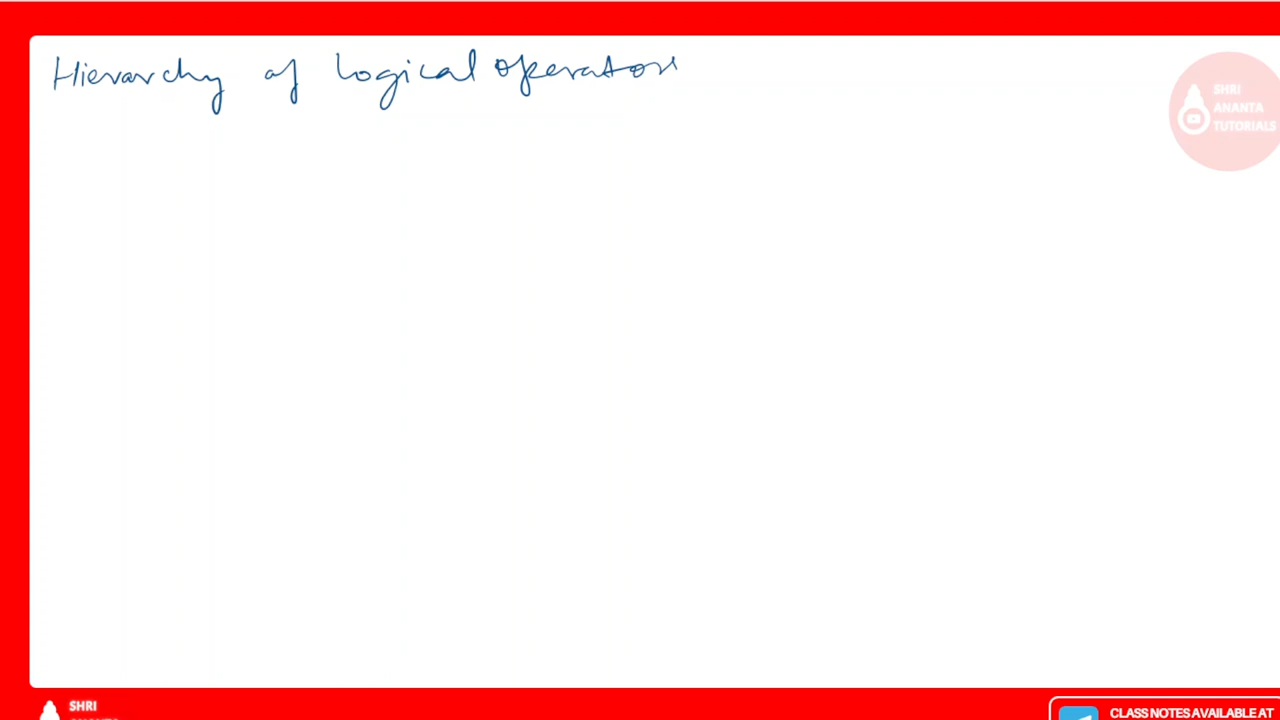 Hierarchy of logical operators
SHRI
ANANTA
TUTORIALS
SHRI
CLASS NOTES AVAILABLE AT